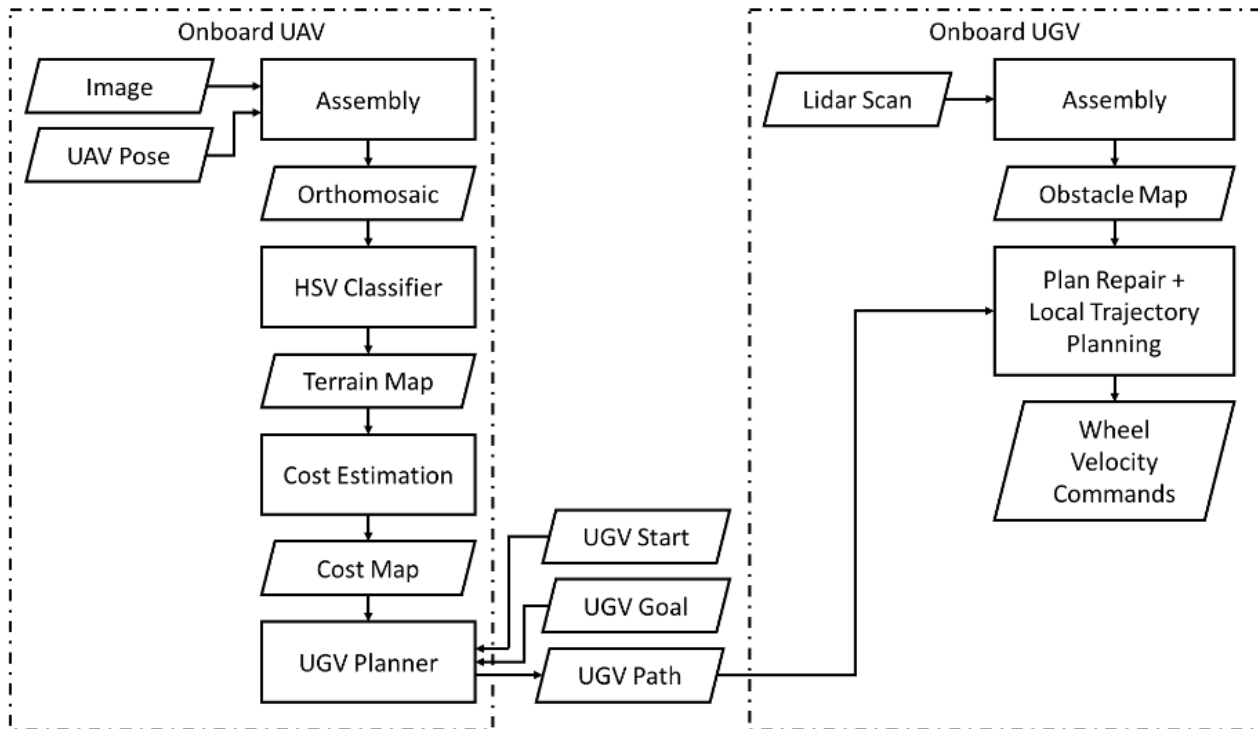 Onboard UAV
Image
UAV Pose
Assembly
Orthomosaic
HSV Classifier
Terrain Map
Cost Estimation
Cost Map
UGV Planner
UGV Start
UGV Goal
UGV Path
Onboard UGV
Lidar Scan
Assembly
Obstacle Map
Plan Repair +
Local Trajectory
Planning
Wheel
Velocity
Commands